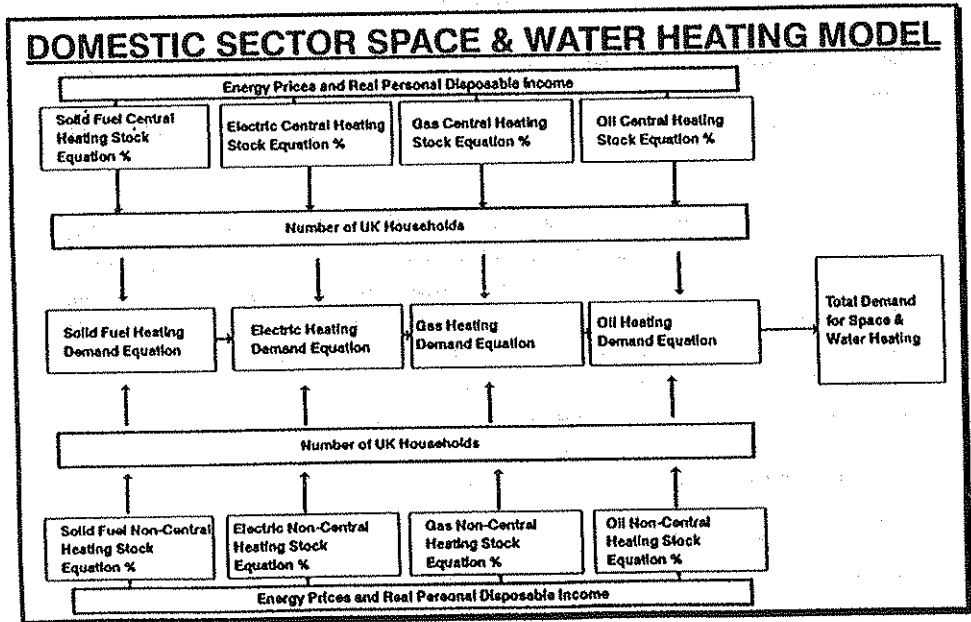 DOMESTIC SECTOR SPACE & WATER HEATING MODEL
Energy Prices and Real Personal Disposable Income
Solid Fuel Central
Heating Stock
Equation %
Electric Central Heating
Stock Equation %
Gas Central Heating
Stock Equation %
Oil Central Heating
Stock Equation %
Number of UK Households
Solid Fuel Heating
Demand Equation
Electric Heating
Demand Equation
Gas Heating
Demand Equation
Oil Heating
Demand Equation
Total Demand
for Space &
Water Heating
Number of UK Households
Solid Fuel Non-Central
Heating Stock
Equation %
Electric Non-Central
Heating Stock
Equation %
Gas Non-Central
Heating Stock
Equation %
Oil Non-Central
Heating Stock
Equation %
Energy Prices and Real Personal Disposable Income